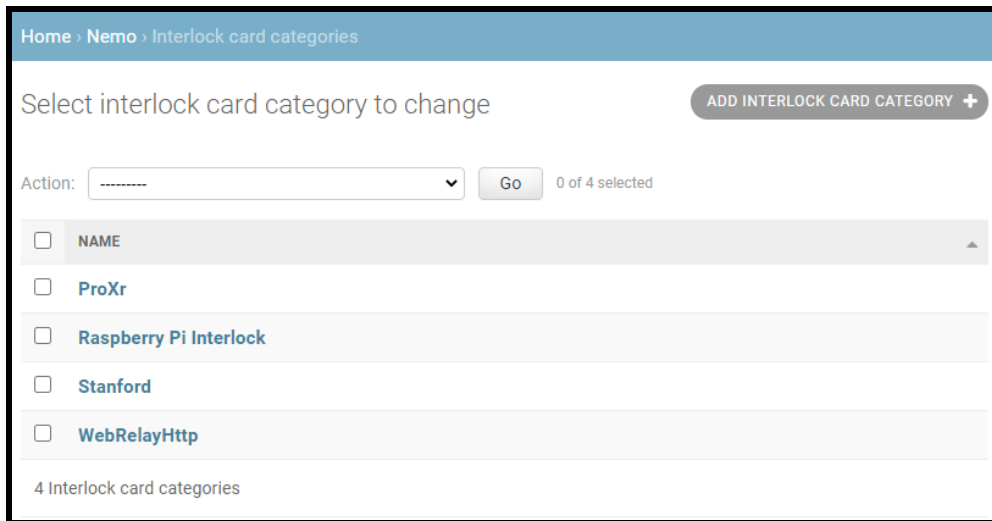 Home › Nemo › Interlock card categories
Select interlock card category to change
ADD INTERLOCK CARD CATEGORY +
Action: --------- Go 0 of 4 selected
NAME
ProXr
Raspberry Pi Interlock
Stanford
WebRelayHttp
4 Interlock card categories